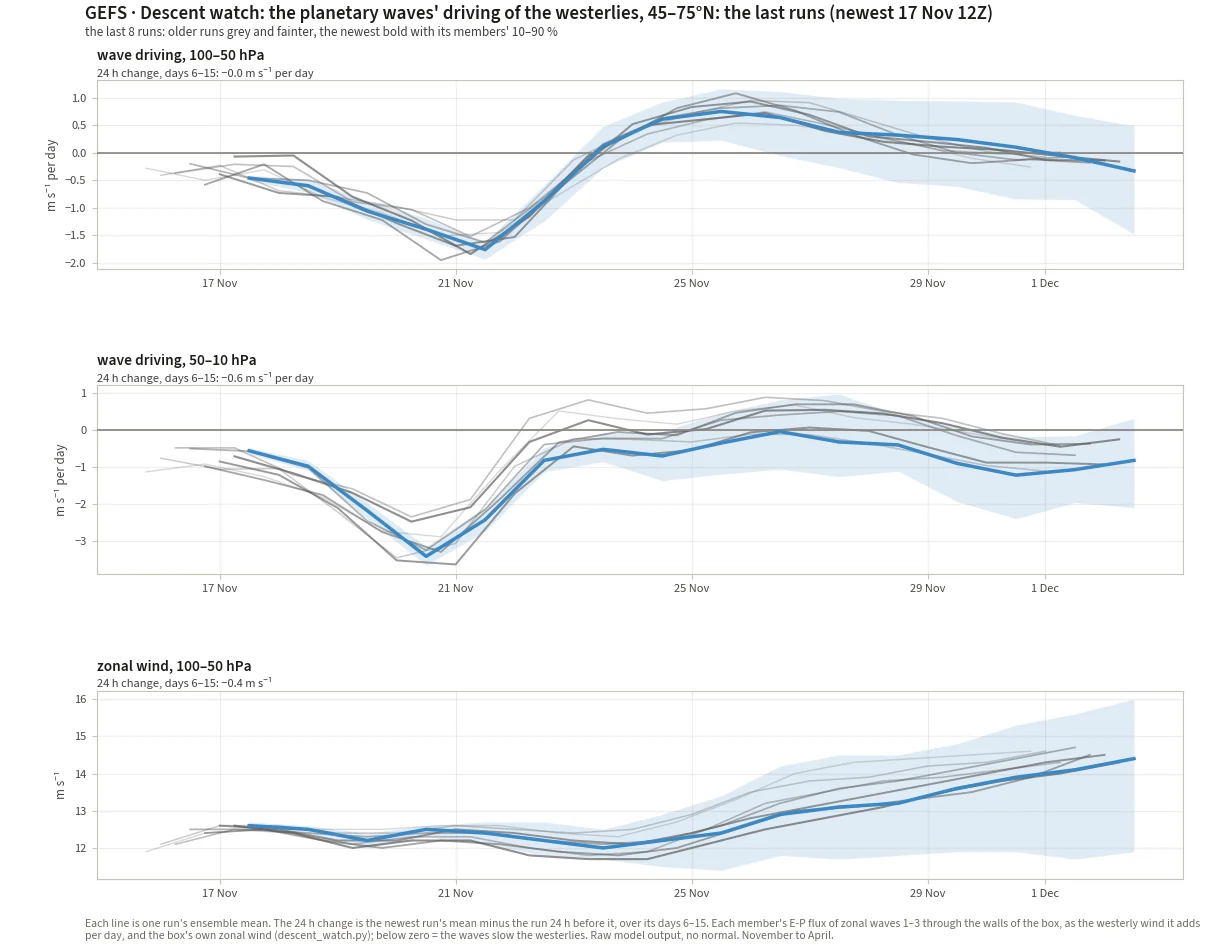 GEFS · Descent watch: the planetary waves' driving of the westerlies, 45–75°N: the last runs (newest 17 Nov 12Z)
the last 8 runs: older runs grey and fainter, the newest bold with its members' 10–90 %
wave driving, 100–50 hPa
24 h change, days 6–15: −0.0 m s⁻¹ per day
1.0
0.5
0.0
−0.5
−1.0
−1.5
−2.0
m s⁻¹ per day
17 Nov 21 Nov 25 Nov 29 Nov 1 Dec
wave driving, 50–10 hPa
24 h change, days 6–15: −0.6 m s⁻¹ per day
1
0
−1
−2
−3
m s⁻¹ per day
17 Nov 21 Nov 25 Nov 29 Nov 1 Dec
zonal wind, 100–50 hPa
24 h change, days 6–15: −0.4 m s⁻¹
16
15
14
13
12
m s⁻¹
17 Nov 21 Nov 25 Nov 29 Nov 1 Dec
Each line is one run's ensemble mean. The 24 h change is the newest run's mean minus the run 24 h before it, over its days 6–15. Each member's E-P flux of zonal waves 1–3 through the walls of the box, as the westerly wind it adds
per day, and the box's own zonal wind (descent_watch.py); below zero = the waves slow the westerlies. Raw model output, no normal. November to April.